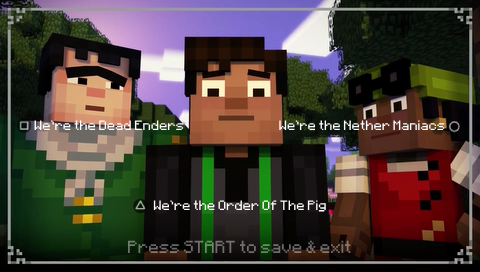 We're the Dead Enders
We're the Nether Maniacs
We're the Order Of The Pig
Press START to save & exit